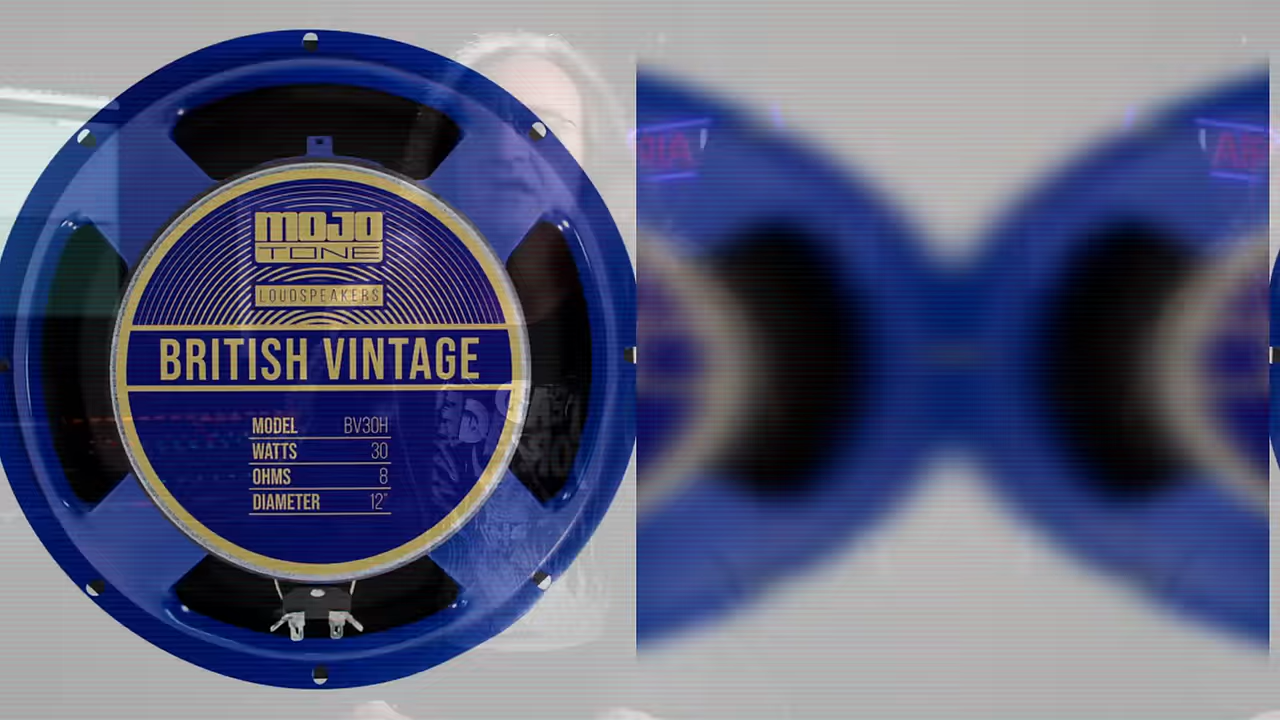 MOJO
TONE
LOUDSPEAKERS
BRITISH VINTAGE
MODEL BV30H
WATTS 30
OHMS 8
DIAMETER 12"